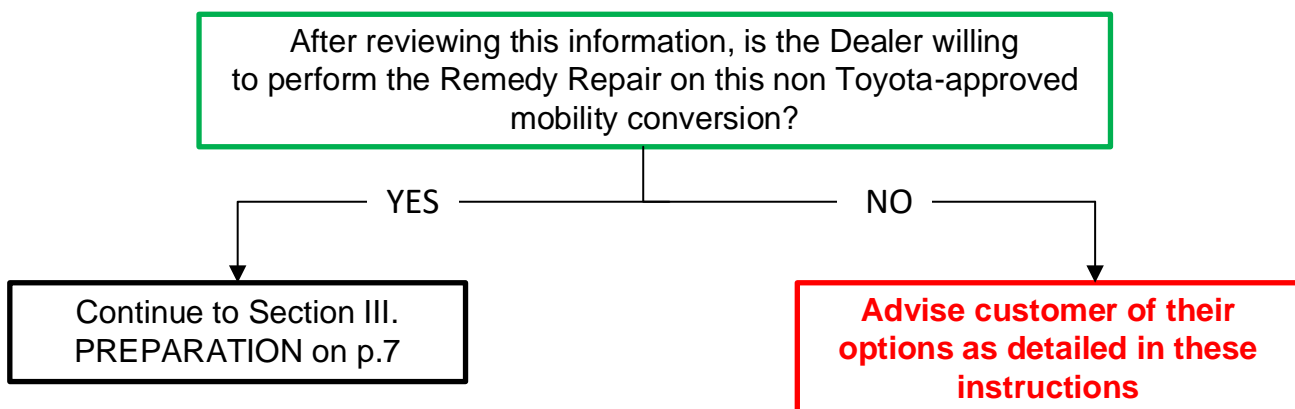 After reviewing this information, is the Dealer willing
to perform the Remedy Repair on this non Toyota-approved
mobility conversion?
YES
NO
Continue to Section III.
PREPARATION on p.7
Advise customer of their
options as detailed in these
instructions